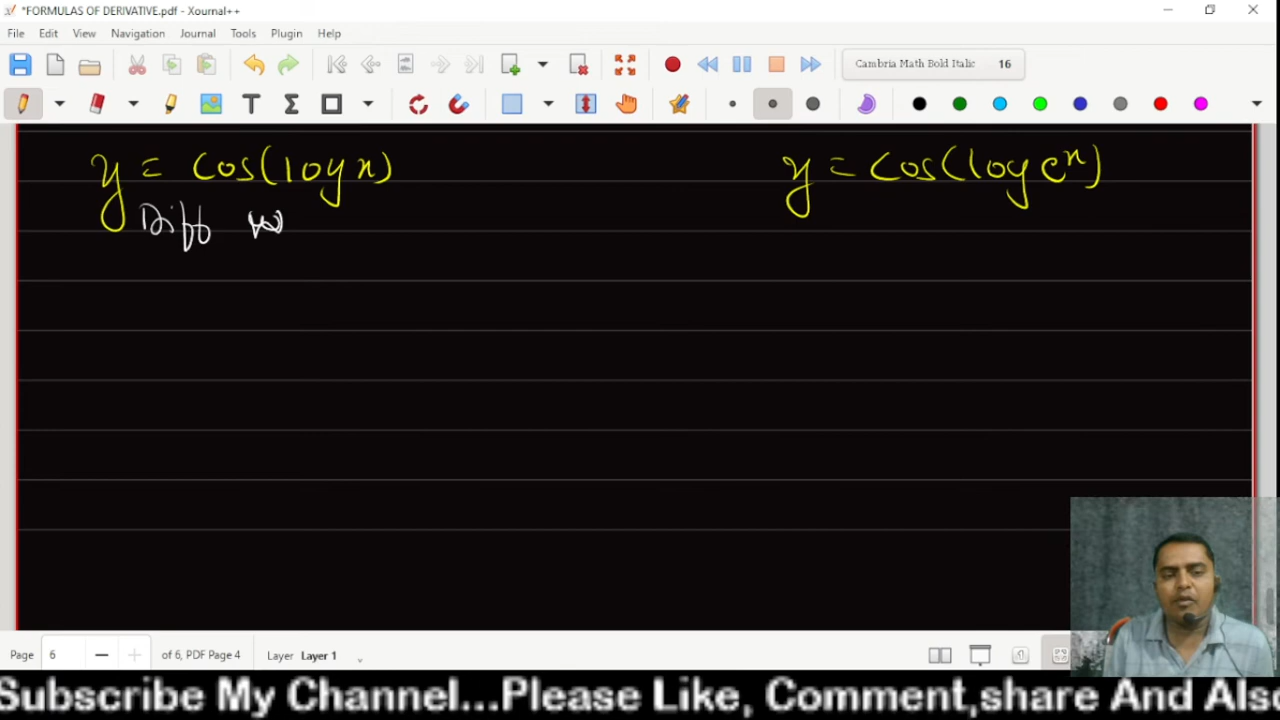 *FORMULAS OF DERIVATIVE.pdf - Xournal++
File Edit View Navigation Journal Tools Plugin Help
Cambria Math Bold Italic 16
y = cos(log x)
y = cos(log e^x)
Diff w
Page 6 of 6, PDF Page 4 Layer Layer 1
Subscribe My Channel...Please Like, Comment,share And Also